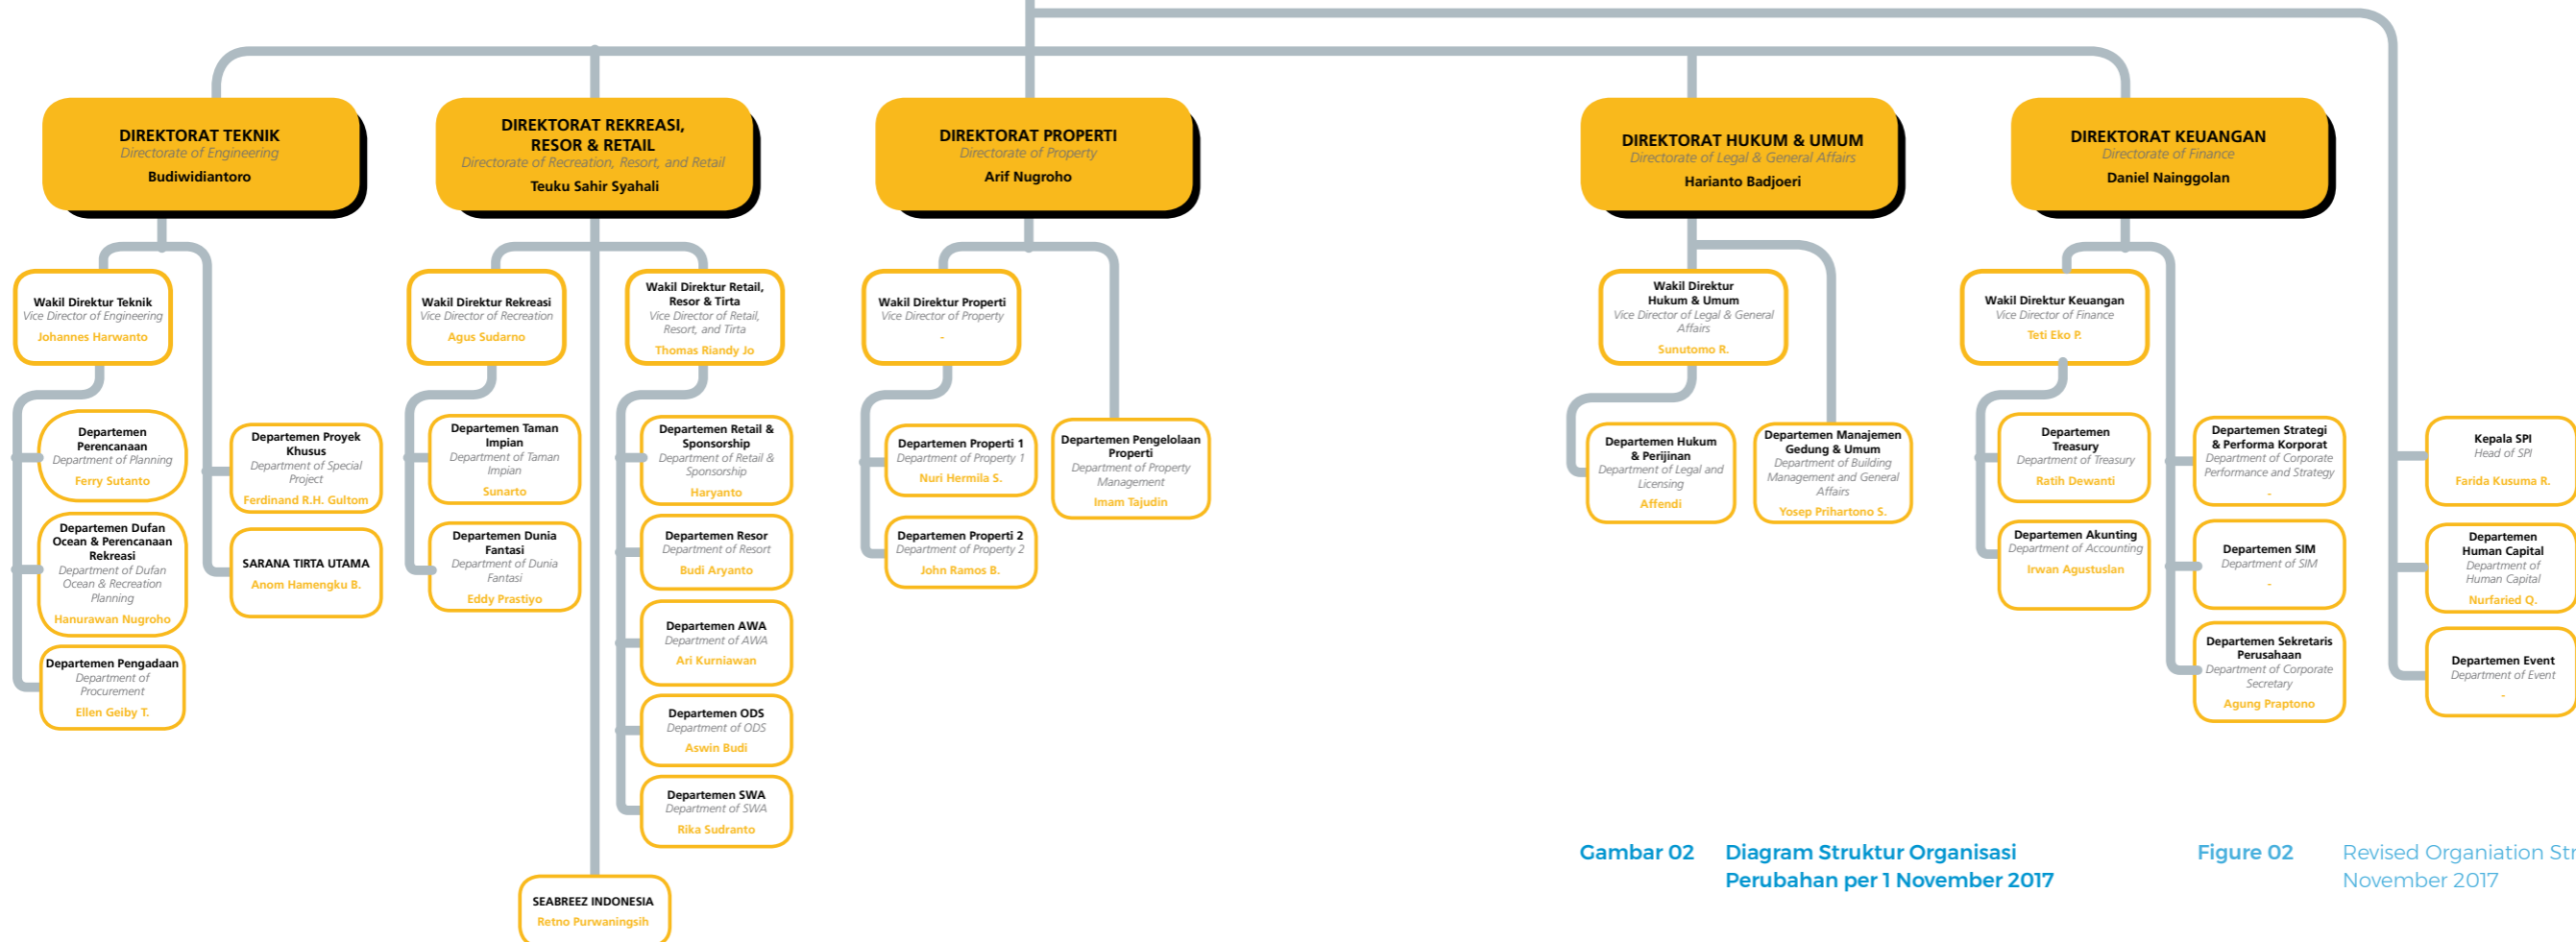 DIREKTORAT TEKNIK
Directorate of Engineering
Budiwidiantoro
DIREKTORAT REKREASI,
RESOR & RETAIL
Directorate of Recreation, Resort, and Retail
Teuku Sahir Syahali
DIREKTORAT PROPERTI
Directorate of Property
Arif Nugroho
DIREKTORAT HUKUM & UMUM
Directorate of Legal & General Affairs
Harianto Badjoeri
DIREKTORAT KEUANGAN
Directorate of Finance
Daniel Nainggolan
Wakil Direktur Teknik
Vice Director of Engineering
Johannes Harwanto
Wakil Direktur Rekreasi
Vice Director of Recreation
Agus Sudarno
Wakil Direktur Retail,
Resor & Tirta
Vice Director of Retail,
Resort, and Tirta
Thomas Riandy Jo
Wakil Direktur Properti
Vice Director of Property
-
Wakil Direktur
Hukum & Umum
Vice Director of Legal & General
Affairs
Sunutomo R.
Wakil Direktur Keuangan
Vice Director of Finance
Teti Eko P.
Departemen
Perencanaan
Department of Planning
Ferry Sutanto
Departemen Dufan
Ocean & Perencanaan
Rekreasi
Department of Dufan
Ocean & Recreation
Planning
Hanurawan Nugroho
Departemen Pengadaan
Department of
Procurement
Ellen Geiby T.
Departemen Proyek
Khusus
Department of Special
Project
Ferdinand R.H. Gultom
SARANA TIRTA UTAMA
Anom Hamengku B.
Departemen Taman
Impian
Department of Taman
Impian
Sunarto
Departemen Dunia
Fantasi
Department of Dunia
Fantasi
Eddy Prastiyo
Departemen Retail &
Sponsorship
Department of Retail &
Sponsorship
Haryanto
Departemen Resor
Department of Resort
Budi Aryanto
Departemen AWA
Department of AWA
Ari Kurniawan
Departemen ODS
Department of ODS
Aswin Budi
Departemen SWA
Department of SWA
Rika Sudranto
SEABREEZ INDONESIA
Retno Purwaningsih
Departemen Properti 1
Department of Property 1
Nuri Hermila S.
Departemen Properti 2
Department of Property 2
John Ramos B.
Departemen Pengelolaan
Properti
Department of Property
Management
Imam Tajudin
Departemen Hukum
& Perijinan
Department of Legal and
Licensing
Affendi
Departemen Manajemen
Gedung & Umum
Department of Building
Management and General
Affairs
Yosep Prihartono S.
Departemen
Treasury
Department of Treasury
Ratih Dewanti
Departemen Akunting
Department of Accounting
Irwan Agustuslan
Departemen Strategi
& Performa Korporat
Department of Corporate
Performance and Strategy
-
Departemen SIM
Department of SIM
-
Departemen Sekretaris
Perusahaan
Department of Corporate
Secretary
Agung Praptono
Kepala SPI
Head of SPI
Farida Kusuma R.
Departemen
Human Capital
Department of
Human Capital
Nurfaried Q.
Departemen Event
Department of Event
-
Gambar 02 Diagram Struktur Organisasi
Perubahan per 1 November 2017
Figure 02 Revised Organiation
November 2017